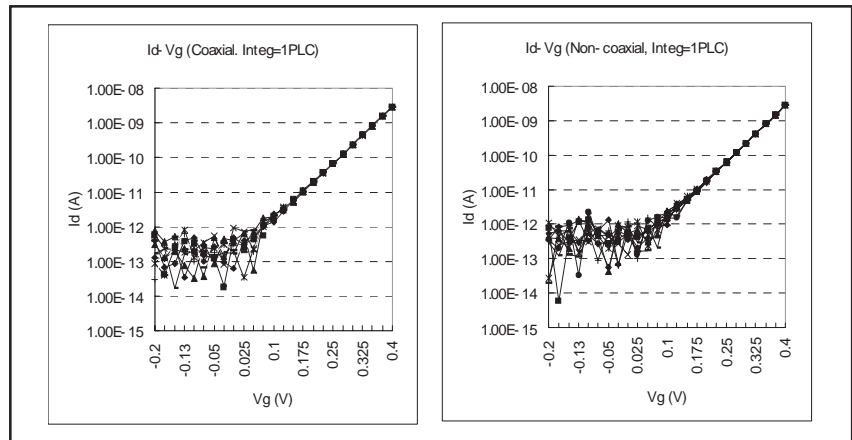 Id- Vg (Coaxial. Integ=1PLC)
1.00E- 08
1.00E- 09
1.00E- 10
1.00E- 11
1.00E- 12
1.00E- 13
1.00E- 14
1.00E- 15
Id (A)
-0.2
-0.13
-0.05
0.025
0.1
0.175
0.25
0.325
0.4
Vg (V)
Id- Vg (Non- coaxial, Integ=1PLC)
1.00E- 08
1.00E- 09
1.00E- 10
1.00E- 11
1.00E- 12
1.00E- 13
1.00E- 14
1.00E- 15
Id (A)
-0.2
-0.13
-0.05
0.025
0.1
0.175
0.25
0.325
0.4
Vg (V)